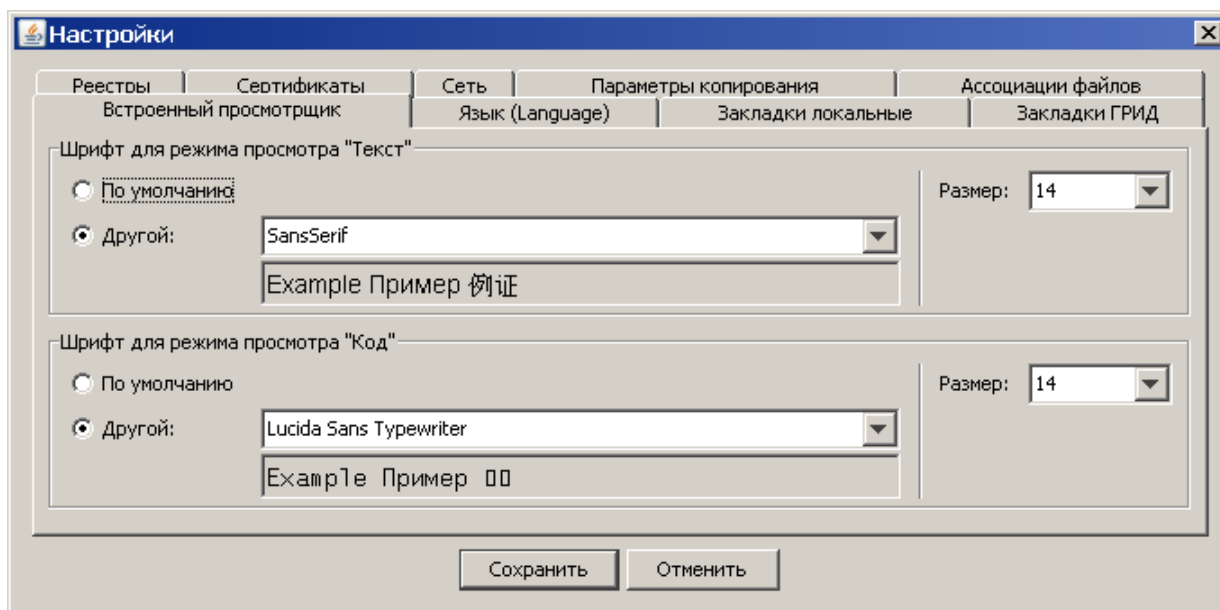 Настройки
Реестры Сертификаты Сеть Параметры копирования Ассоциации файлов
Встроенный просмотрщик Язык (Language) Закладки локальные Закладки ГРИД
Шрифт для режима просмотра "Текст"
По умолчанию Размер: 14
Другой: SansSerif
Example Пример 例证
Шрифт для режима просмотра "Код"
По умолчанию Размер: 14
Другой: Lucida Sans Typewriter
Example Пример ▯▯
Сохранить Отменить